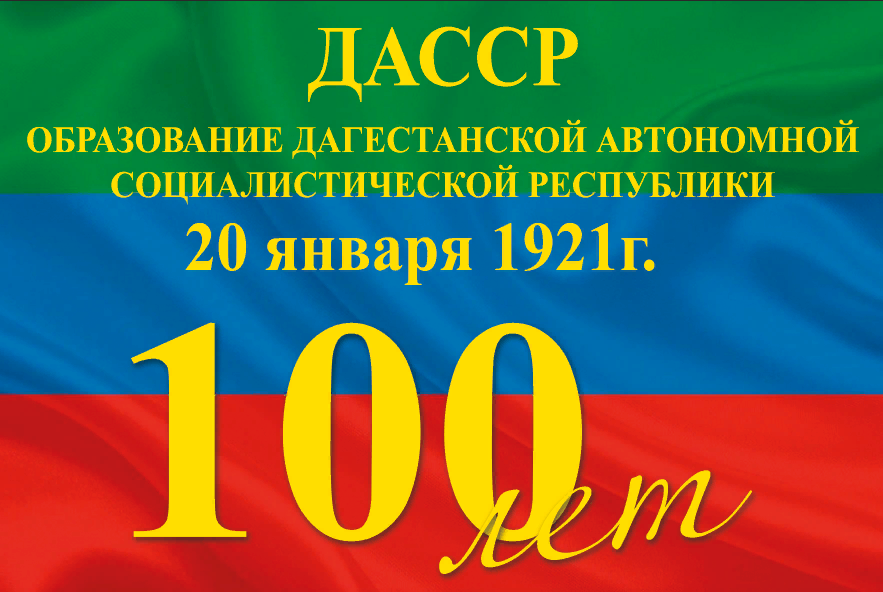 ДАССР
ОБРАЗОВАНИЕ ДАГЕСТАНСКОЙ АВТОНОМНОЙ
СОЦИАЛИСТИЧЕСКОЙ РЕСПУБЛИКИ
20 января 1921г.
100
лет